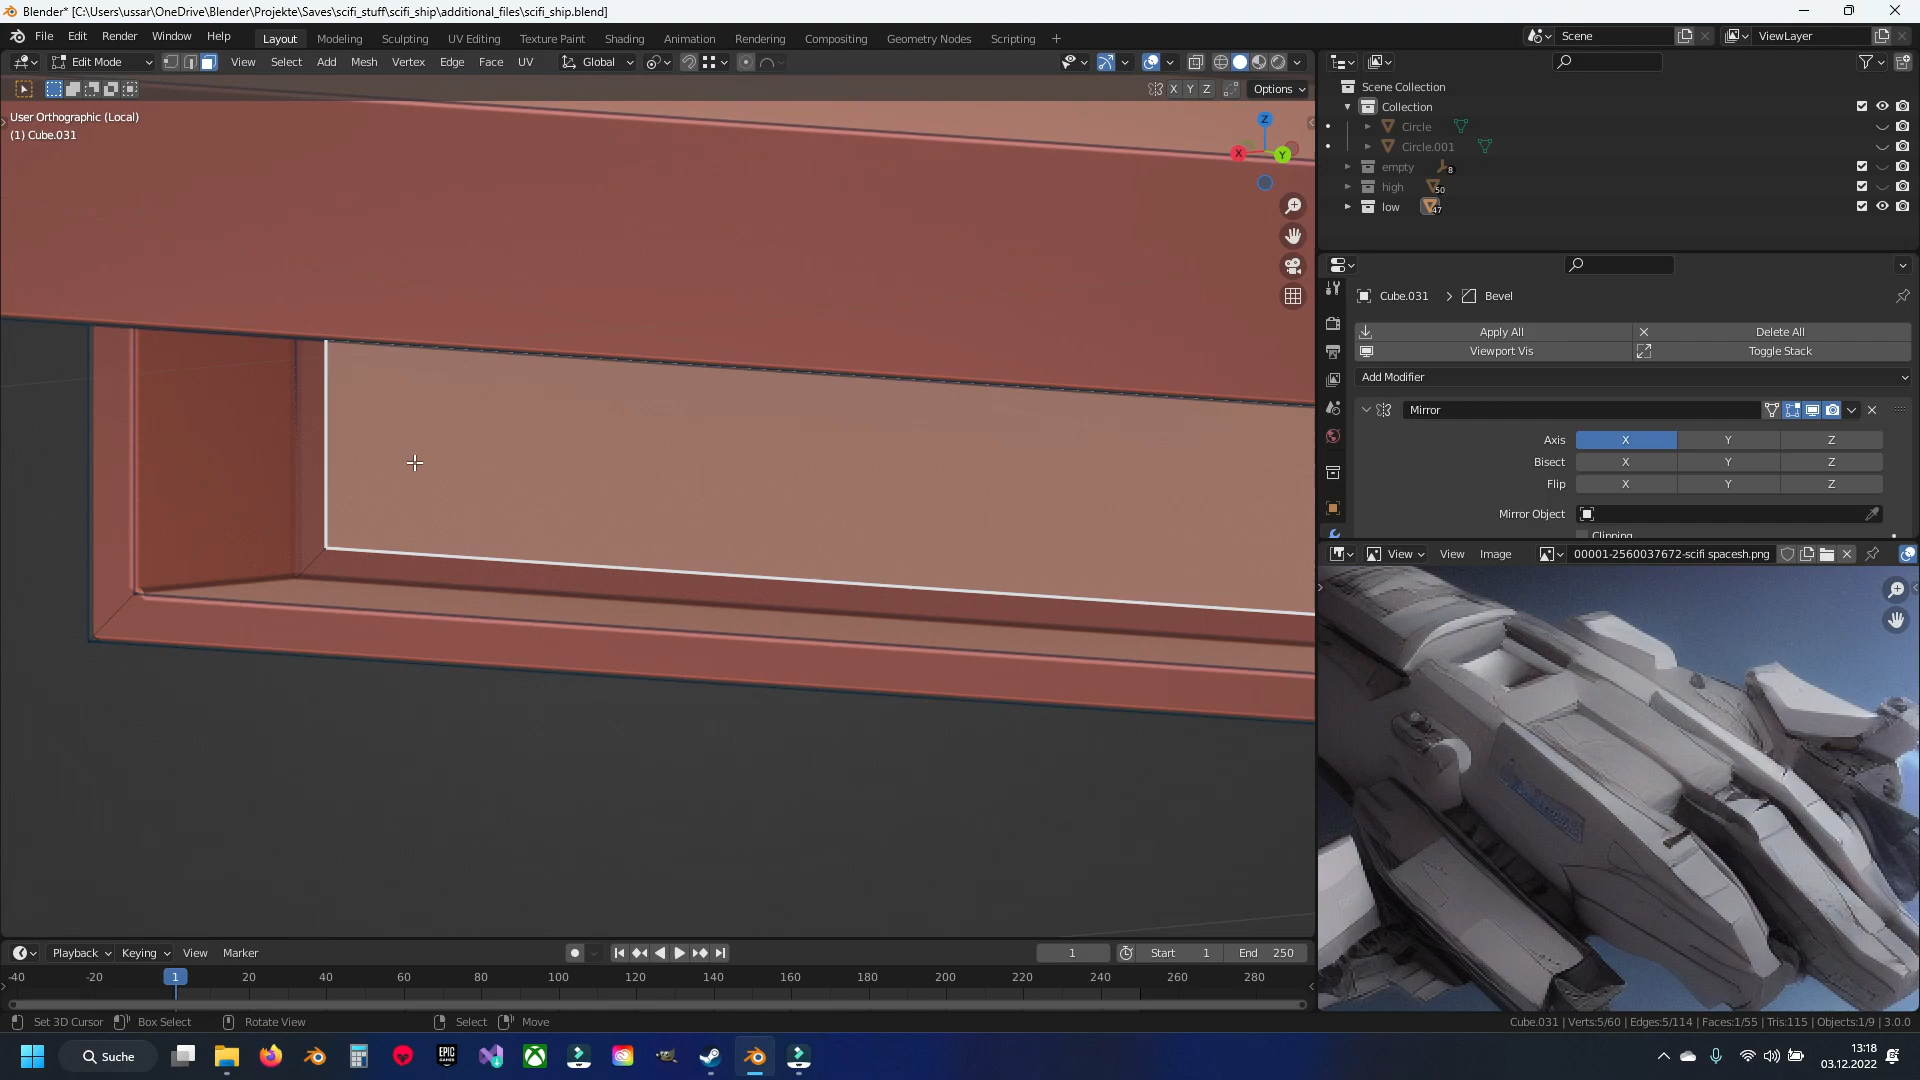 Blender* [C:\Users\ussar\OneDrive\Blender\Projekte\Saves\scifi_stuff\scifi_ship\additional_files\scifi_ship.blend]
File Edit Render Window Help Layout Modeling Sculpting UV Editing Texture Paint Shading Animation Rendering Compositing Geometry Nodes Scripting + Scene ViewLayer
Edit Mode View Select Add Mesh Vertex Edge Face UV Global
X Y Z Options
User Orthographic (Local)
(1) Cube.031
Z
X Y
Scene Collection
Collection
Circle
Circle.001
empty 8
high 50
low 47
Cube.031 > Bevel
Apply All Delete All
Viewport Vis Toggle Stack
Add Modifier
Mirror
Axis X Y Z
Bisect X Y Z
Flip X Y Z
Mirror Object
Clipping
View View Image 00001-2560037672-scifi spacesh.png
Playback Keying View Marker 1 Start 1 End 250
-40 -20 1 20 40 60 80 100 120 140 160 180 200 220 240 260 280
Set 3D Cursor Box Select Rotate View Select Move Cube.031 | Verts:5/60 | Edges:5/114 | Faces:1/55 | Tris:115 | Objects:1/9 | 3.0.0
Suche EPIC GAMES 13:18
03.12.2022